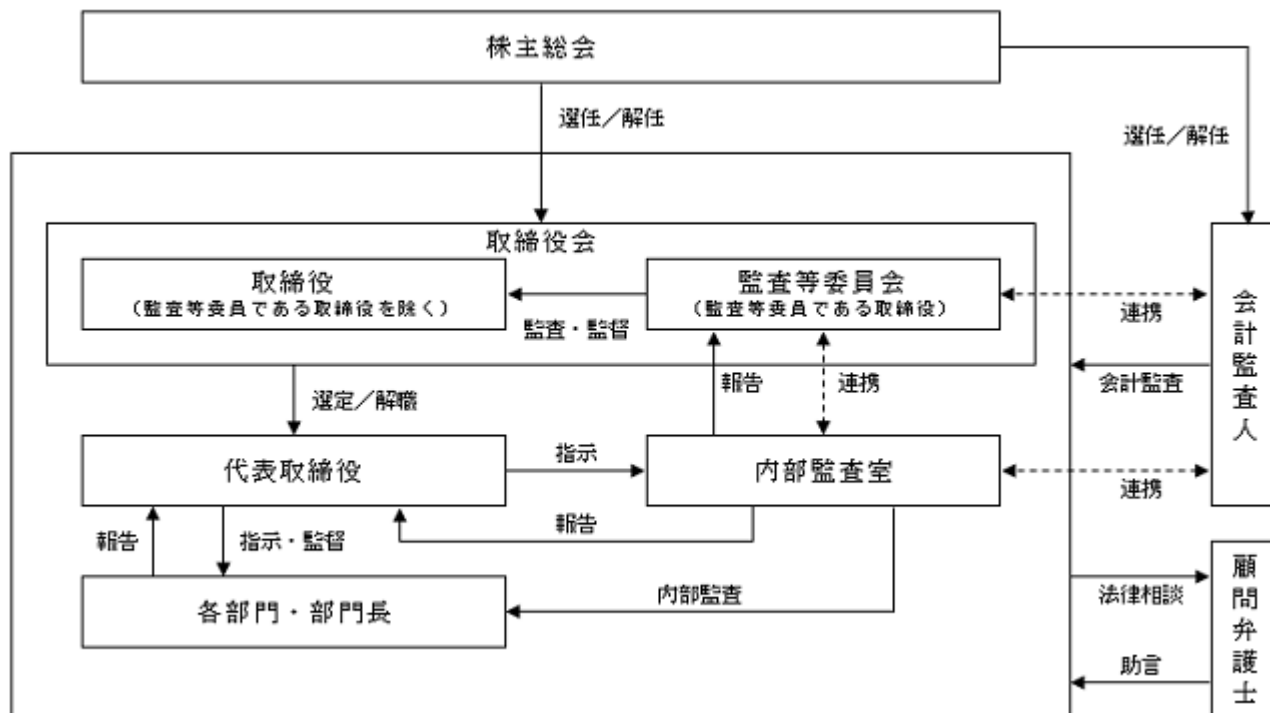 株主総会
選任／解任
選任／解任
取締役会
取締役
（監査等委員である取締役を除く）
監査等委員会
（監査等委員である取締役）
監査・監督
連携
会計監査人
報告
連携
会計監査
選定／解職
代表取締役
指示
内部監査室
連携
報告
報告
指示・監督
各部門・部門長
内部監査
法律相談
顧問弁護士
助言